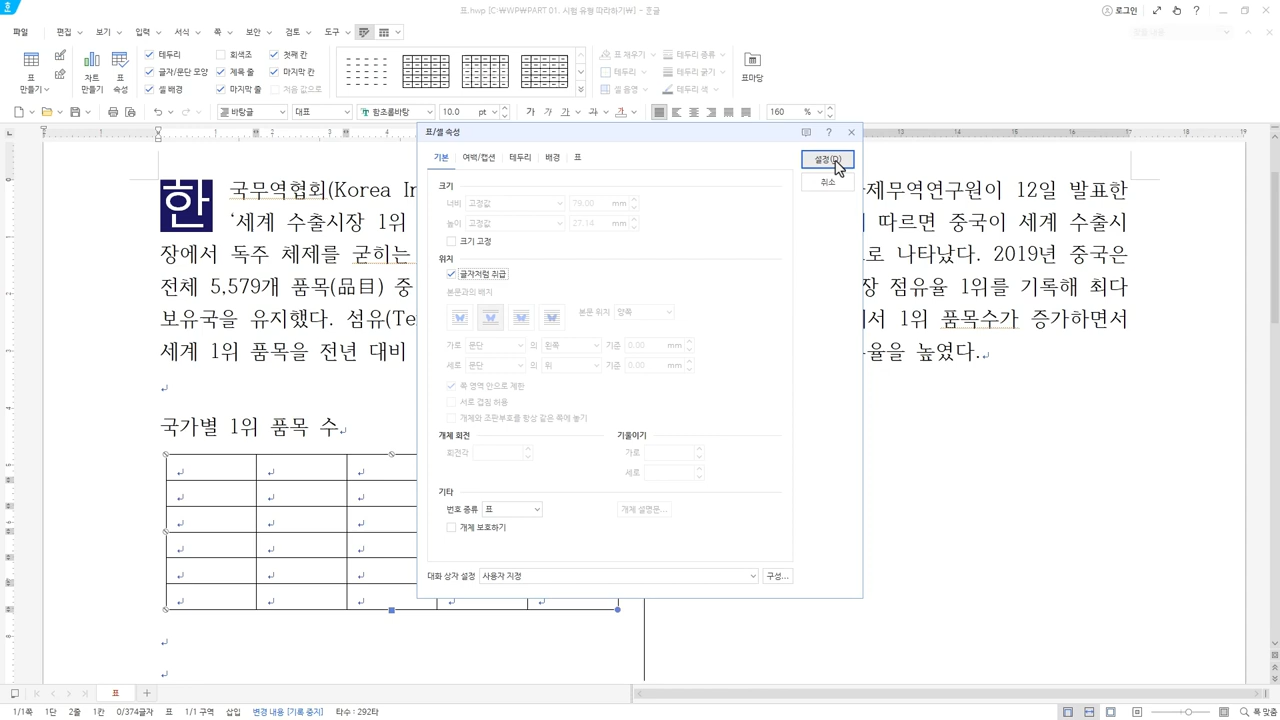 표.hwp [C:\WP\PART 01. 시험 유형 따라하기\] - 한글
로그인
파일 편집 보기 입력 서식 쪽 보안 검토 도구
표 만들기
차트 만들기
표 속성
테두리 회색조 첫째 칸
글자/문단 모양 제목 줄 마지막 칸
셀 배경 마지막 줄 처음 값으로
표 채우기 테두리 종류
테두리 테두리 굵기
셀 음영 테두리 색
표마당
바탕글 대표 함초롬바탕 10.0 pt 160 %
표/셀 속성
기본 여백/캡션 테두리 배경 표
설정(D)
취소
크기
너비 고정값 79.00 mm
높이 고정값 27.14 mm
크기 고정
위치
글자처럼 취급
본문과의 배치
본문 위치 양쪽
가로 문단 의 왼쪽 기준 0.00 mm
세로 문단 의 위 기준 0.00 mm
쪽 영역 안으로 제한
서로 겹침 허용
개체와 조판부호를 항상 같은 쪽에 놓기
개체 회전 기울이기
회전각 가로
세로
기타
번호 종류 표 개체 설명문...
개체 보호하기
대화 상자 설정 사용자 지정 구성...
한 국무역협회(Korea In 제무역연구원이 12일 발표한
‘세계 수출시장 1위 따르면 중국이 세계 수출시
장에서 독주 체제를 굳히는 로 나타났다. 2019년 중국은
전체 5,579개 품목(品目) 중 장 점유율 1위를 기록해 최다
보유국을 유지했다. 섬유(Te 서 1위 품목수가 증가하면서
세계 1위 품목을 전년 대비 유율을 높였다.
국가별 1위 품목 수
표
1/1쪽 1단 2줄 1칸 0/374글자 표 1/1 구역 삽입 변경 내용 [기록 중지] 타수 : 292타
폭 맞춤